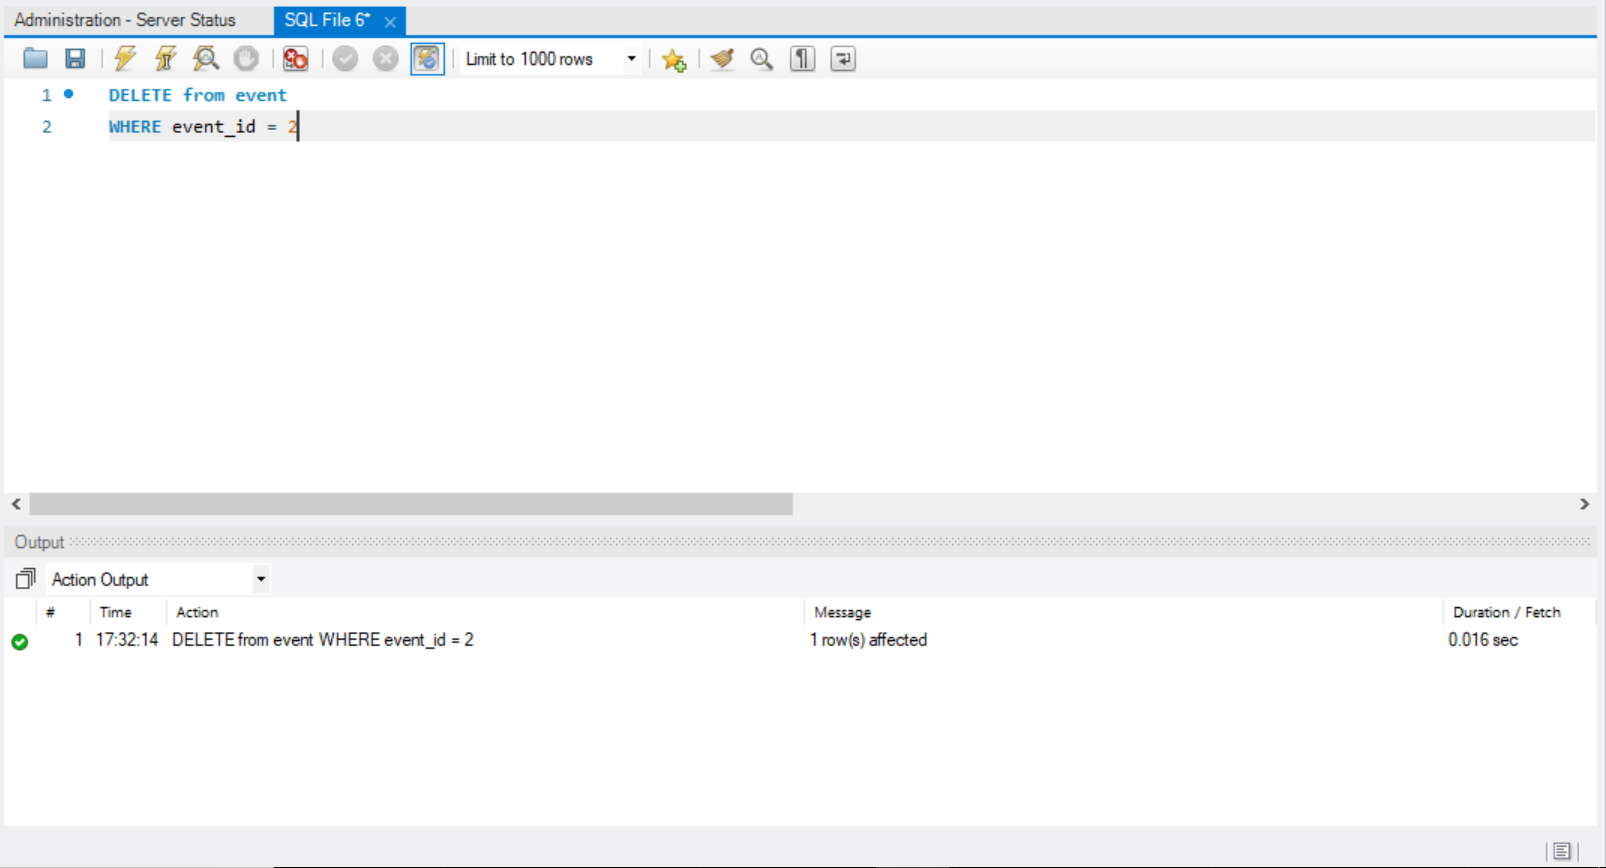 Administration - Server Status SQL File 6* ×
Limit to 1000 rows
1 DELETE from event
2 WHERE event_id = 2
Output
Action Output
# Time Action Message Duration / Fetch
1 17:32:14 DELETE from event WHERE event_id = 2 1 row(s) affected 0.016 sec